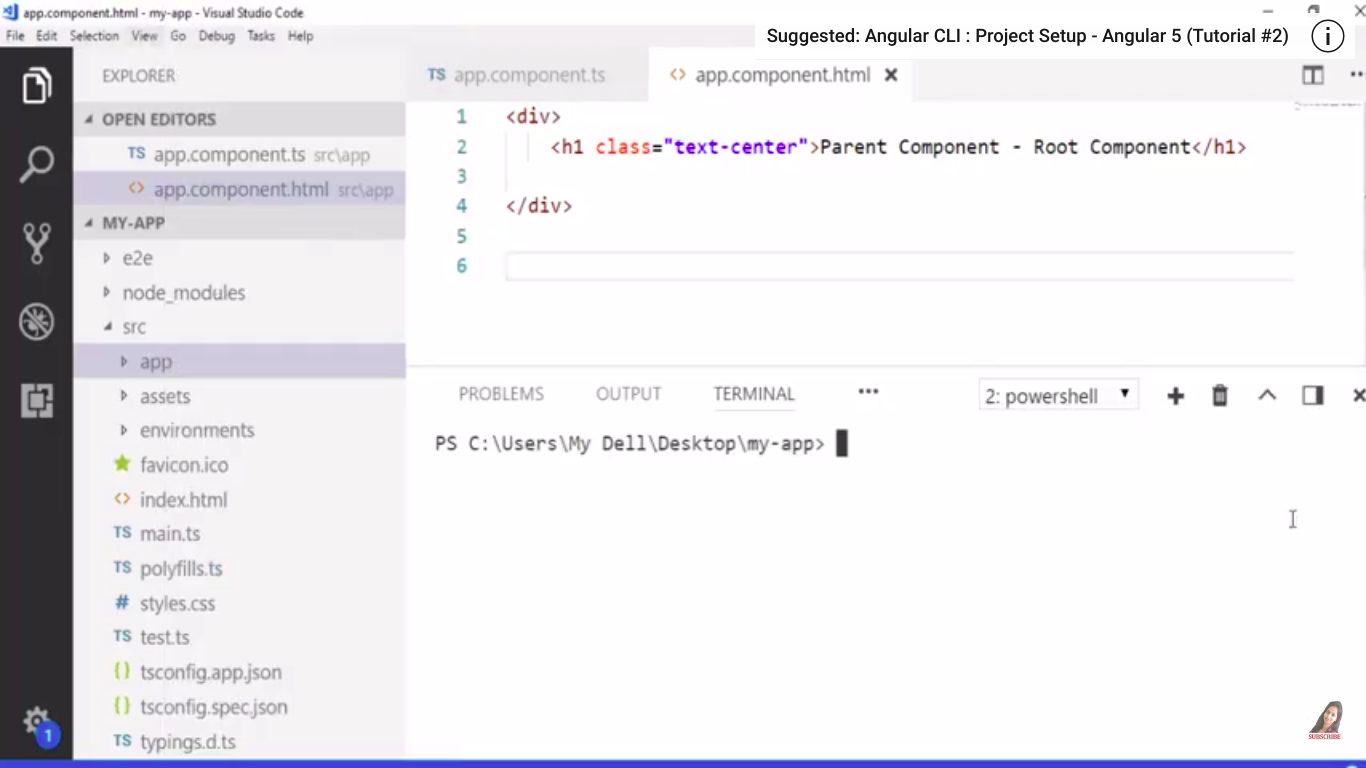 app.component.html - my-app - Visual Studio Code
File Edit Selection View Go Debug Tasks Help
Suggested: Angular CLI : Project Setup - Angular 5 (Tutorial #2)
EXPLORER
OPEN EDITORS
TS app.component.ts src\app
<> app.component.html src\app
MY-APP
e2e
node_modules
src
app
assets
environments
favicon.ico
<> index.html
TS main.ts
TS polyfills.ts
# styles.css
TS test.ts
{} tsconfig.app.json
{} tsconfig.spec.json
TS typings.d.ts
1
TS app.component.ts <> app.component.html ×
1 <div>
2 <h1 class="text-center">Parent Component - Root Component</h1>
3
4 </div>
5
6
PROBLEMS OUTPUT TERMINAL ••• 2: powershell
PS C:\Users\My Dell\Desktop\my-app>
SUBSCRIBE